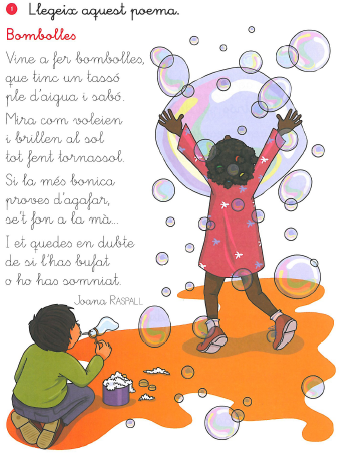 1 Llegeix aquest poema.
Bombolles
Vine a fer bombolles,
que tinc un tassó
ple d'aigua i sabó.
Mira com voleien
i brillen al sol
tot fent tornassol.
Si la més bonica
proves d'agafar,
se't fon a la mà...
I et quedes en dubte
de si l'has bufat
o ho has somniat.
Joana RASPALL